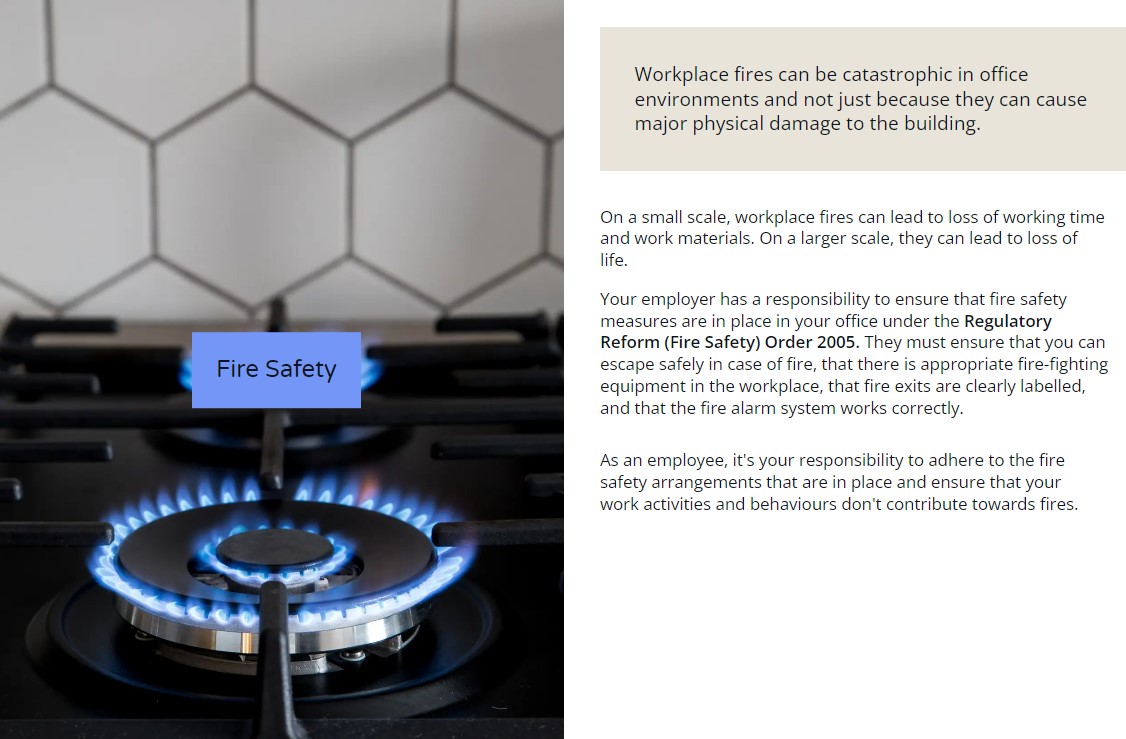 Fire Safety
Workplace fires can be catastrophic in office
environments and not just because they can cause
major physical damage to the building.
On a small scale, workplace fires can lead to loss of working time
and work materials. On a larger scale, they can lead to loss of
life.
Your employer has a responsibility to ensure that fire safety
measures are in place in your office under the Regulatory
Reform (Fire Safety) Order 2005. They must ensure that you can
escape safely in case of fire, that there is appropriate fire-fighting
equipment in the workplace, that fire exits are clearly labelled,
and that the fire alarm system works correctly.
As an employee, it's your responsibility to adhere to the fire
safety arrangements that are in place and ensure that your
work activities and behaviours don't contribute towards fires.